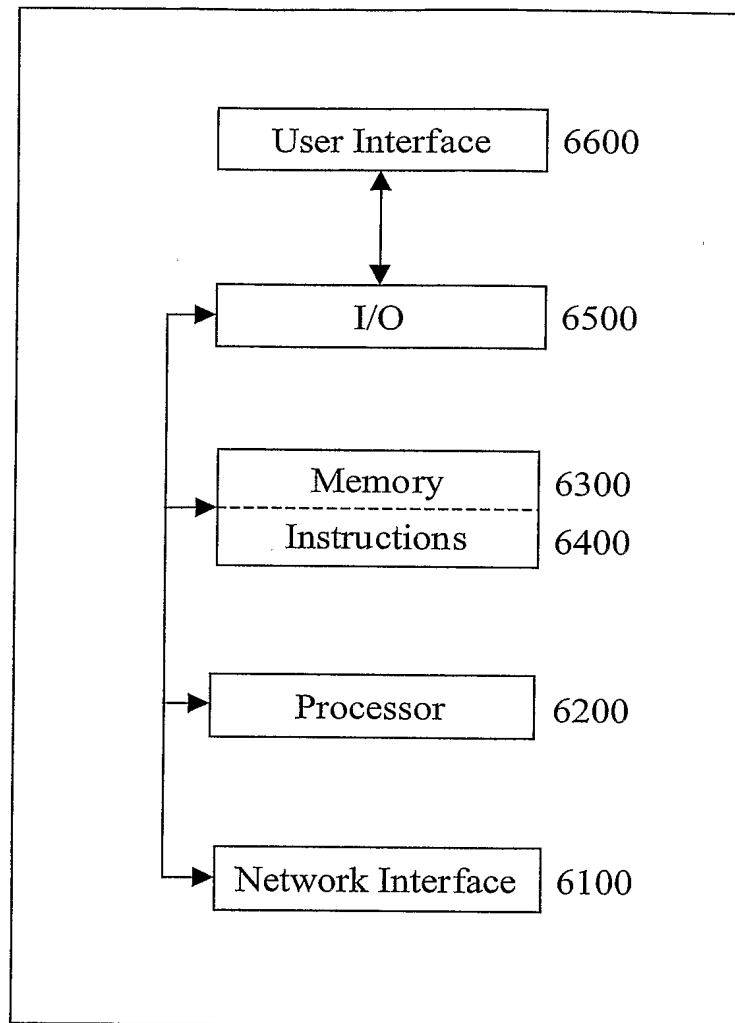 User Interface 6600
I/O 6500
Memory 6300
Instructions 6400
Processor 6200
Network Interface 6100